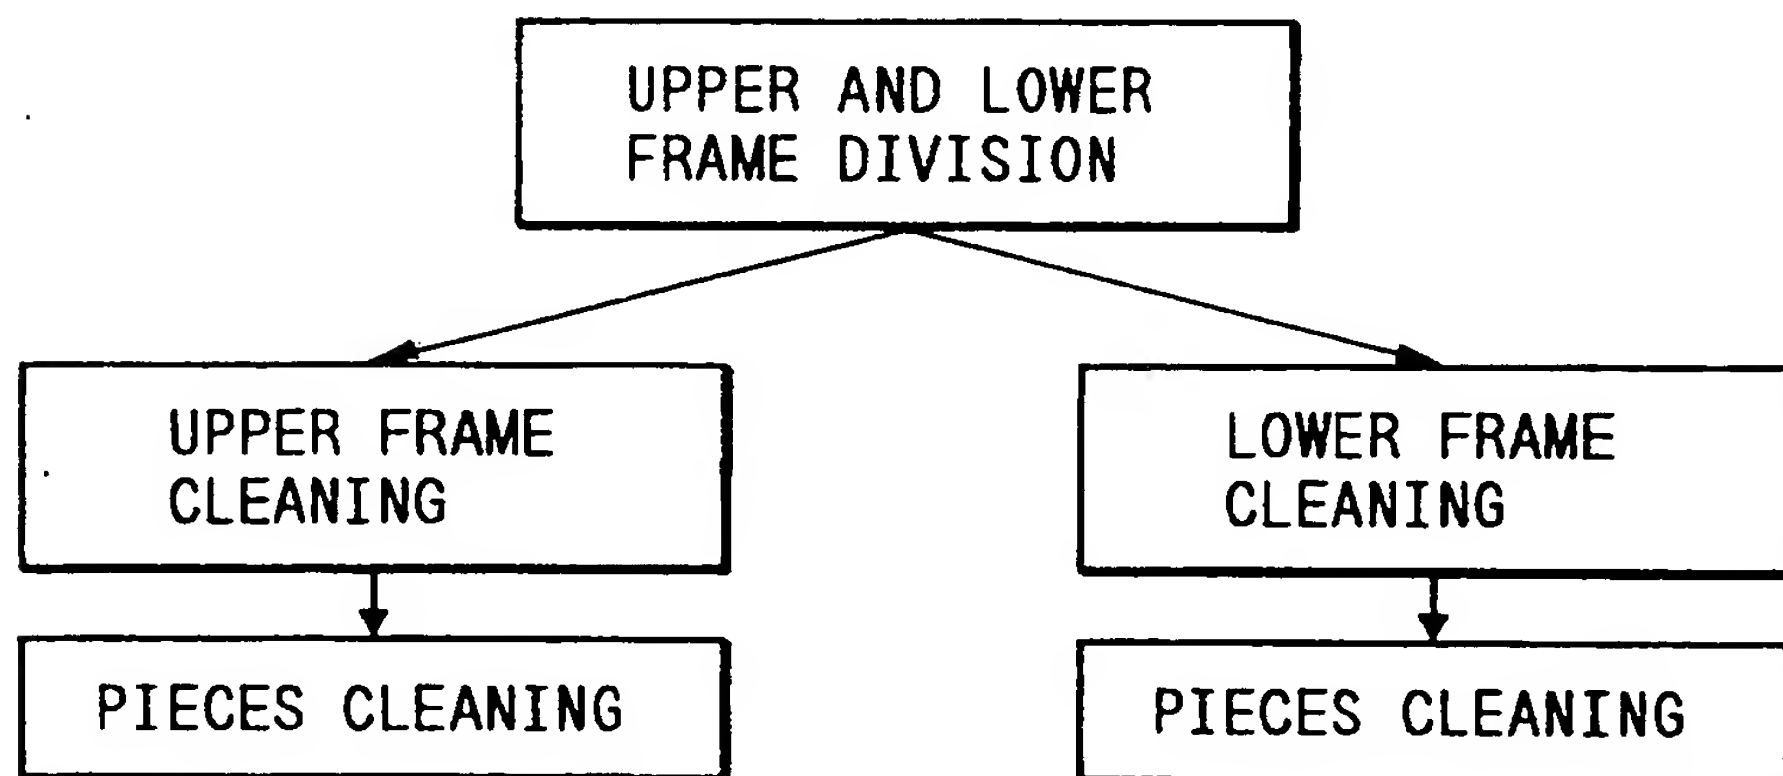 UPPER AND LOWER
FRAME DIVISION
UPPER FRAME
CLEANING
LOWER FRAME
CLEANING
PIECES CLEANING
PIECES CLEANING